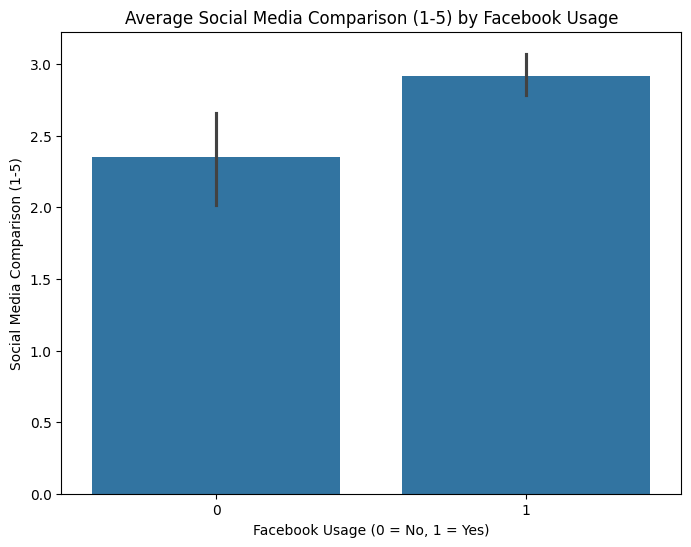 Average Social Media Comparison (1-5) by Facebook Usage
Social Media Comparison (1-5)
3.0
2.5
2.0
1.5
1.0
0.5
0.0
0 1
Facebook Usage (0 = No, 1 = Yes)